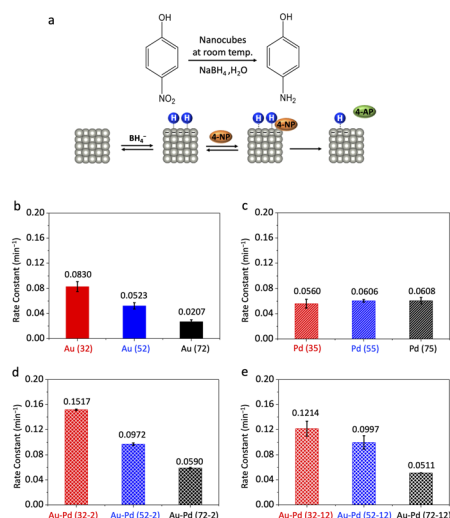 a
OH
Nanocubes
at room temp.
NaBH₄ ,H₂O
NO₂
OH
NH₂
BH₄⁻
H H
4-NP
H H
4-NP
H
4-AP
b
Rate Constant (min⁻¹)
0.20
0.16
0.12
0.08
0.04
0.00
0.0830
0.0523
0.0207
Au (32)
Au (52)
Au (72)
c
Rate Constant (min⁻¹)
0.20
0.16
0.12
0.08
0.04
0.00
0.0560
0.0606
0.0608
Pd (35)
Pd (55)
Pd (75)
d
Rate Constant (min⁻¹)
0.20
0.16
0.12
0.08
0.04
0.00
0.1517
0.0972
0.0590
Au-Pd (32-2)
Au-Pd (52-2)
Au-Pd (72-2)
e
Rate Constant (min⁻¹)
0.20
0.16
0.12
0.08
0.04
0.00
0.1214
0.0997
0.0511
Au-Pd (32-12)
Au-Pd (52-12)
Au-Pd (72-12)